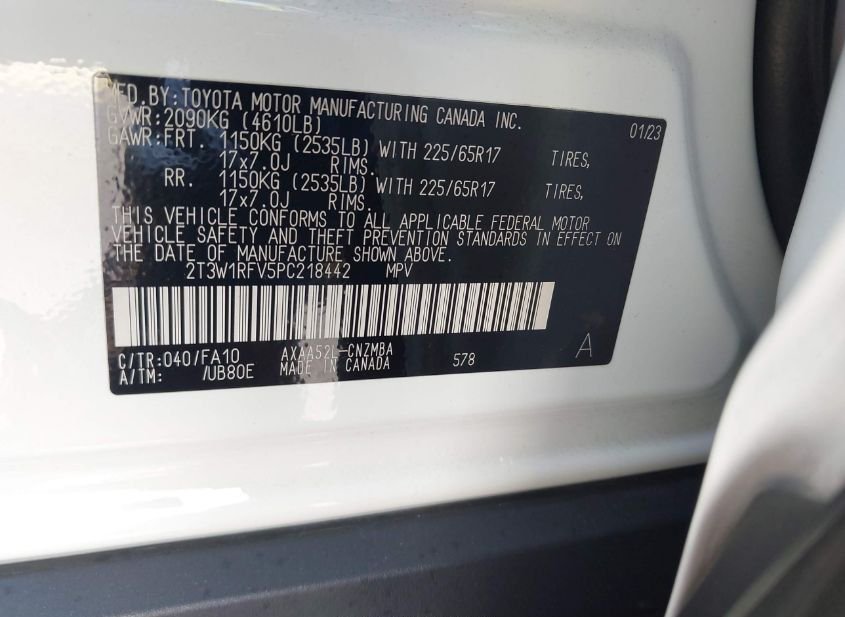 MFD.BY:TOYOTA MOTOR MANUFACTURING CANADA INC.
GVWR:2090KG (4610LB) 01/23
GAWR:FRT. 1150KG (2535LB) WITH 225/65R17 TIRES,
17x7.0J RIMS.
RR. 1150KG (2535LB) WITH 225/65R17 TIRES,
17x7.0J RIMS
THIS VEHICLE CONFORMS TO ALL APPLICABLE FEDERAL MOTOR
VEHICLE SAFETY AND THEFT PREVENTION STANDARDS IN EFFECT ON
THE DATE OF MANUFACTURE SHOWN ABOVE.
2T3W1RFV5PC218442 MPV
C/TR:040/FA10 AXAA52L-CNZMBA 578 A
A/TM: /UB80E MADE IN CANADA